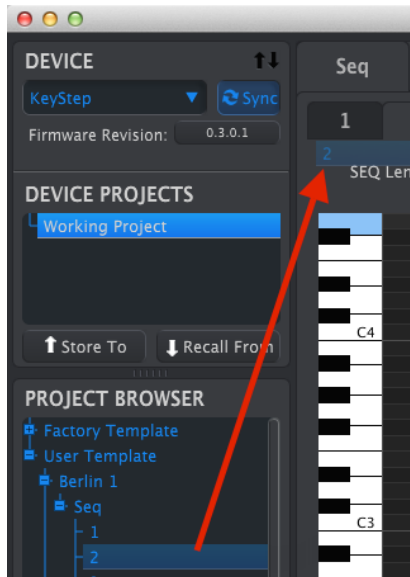 DEVICE
KeyStep
Sync
Firmware Revision: 0.3.0.1
DEVICE PROJECTS
Working Project
Store To
Recall From
PROJECT BROWSER
Factory Template
User Template
Berlin 1
Seq
1
2
Seq
1
2
SEQ Len
C4
C3